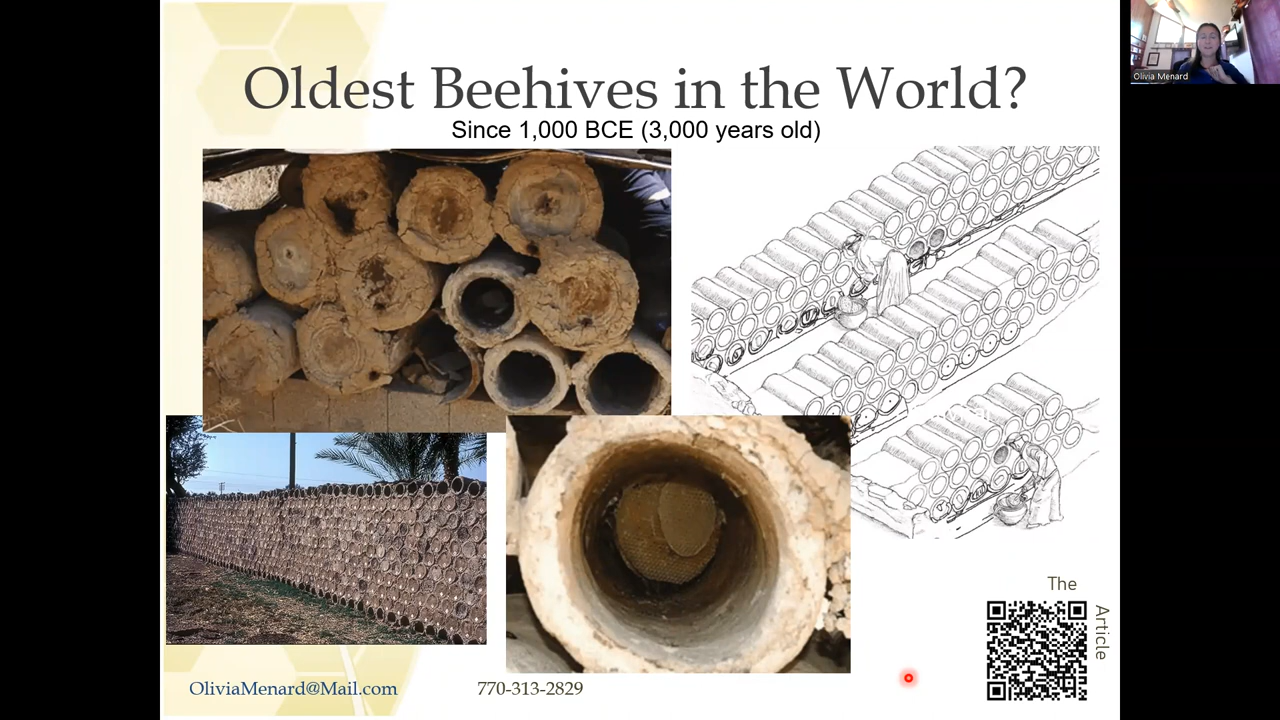 Olivia Menard
Oldest Beehives in the World?
Since 1,000 BCE (3,000 years old)
The
Article
OliviaMenard@Mail.com
770-313-2829